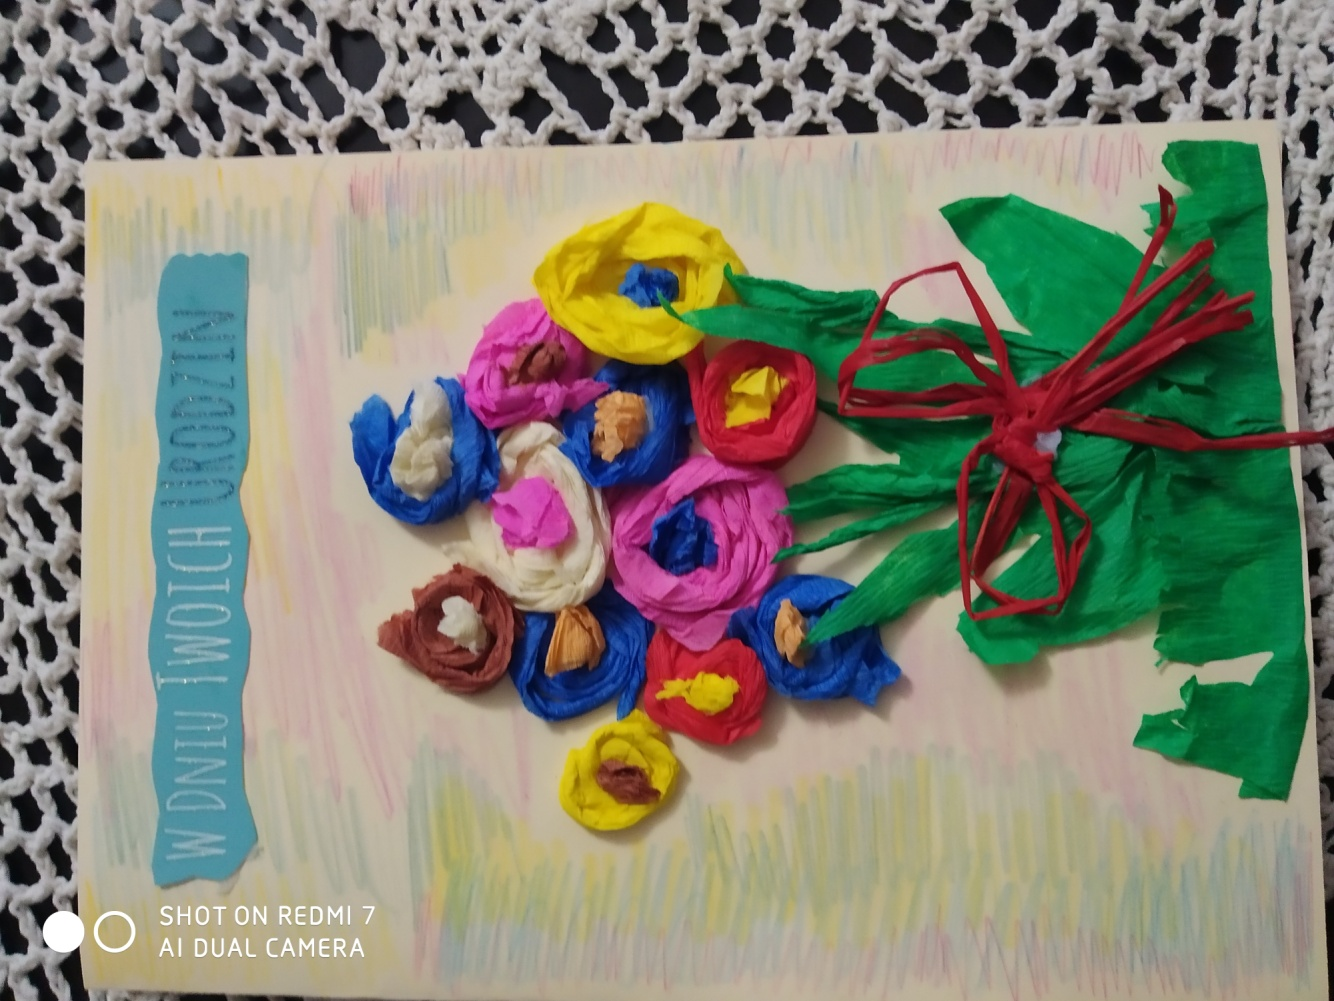 W DNIU TWOICH URODZIN
SHOT ON REDMI 7
AI DUAL CAMERA